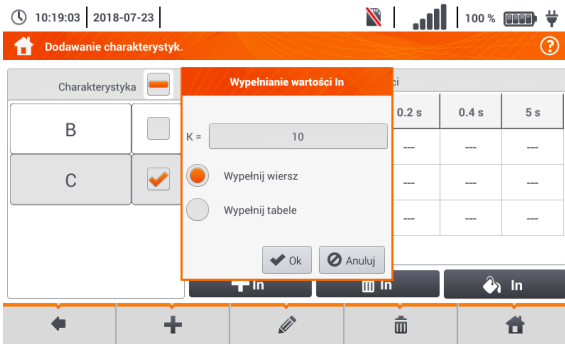 10:19:03 2018-07-23 100 %
Dodawanie charakterystyk. ?
Charakterystyka
Wypełnianie wartości In
ci
0.2 s 0.4 s 5 s
B
K = 10
--- --- ---
C
Wypełnij wiersz
--- --- ---
Wypełnij tabele
--- --- ---
Ok Anuluj
In In In